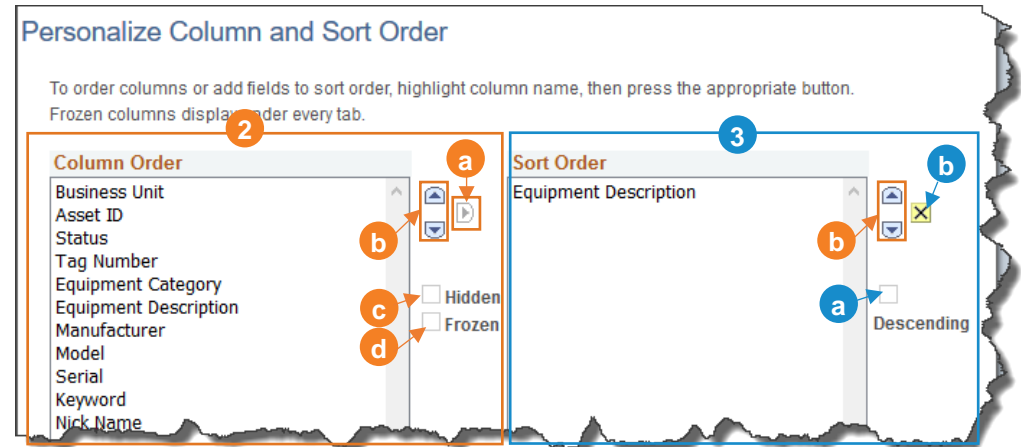 Personalize Column and Sort Order
To order columns or add fields to sort order, highlight column name, then press the appropriate button.
Frozen columns display under every tab.
2
3
Column Order
a
Sort Order
b
Business Unit
Equipment Description
Asset ID
Status
b
b
Tag Number
Equipment Category
Hidden
Equipment Description
c
a
Manufacturer
Frozen
Descending
Model
d
Serial
Keyword
Nick Name